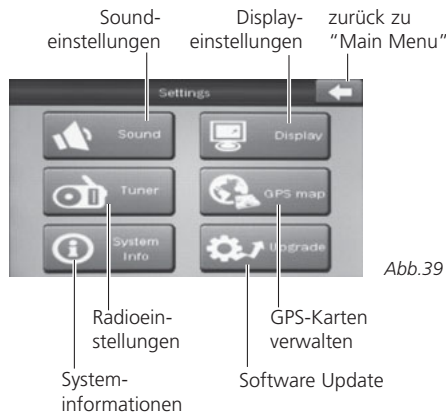 Sound-
einstellungen
Display-
einstellungen
zurück zu
“Main Menu”
Settings
Sound
Display
Tuner
GPS map
System
Info
Upgrade
Abb.39
Radioein-
stellungen
GPS-Karten
verwalten
System-
informationen
Software Update